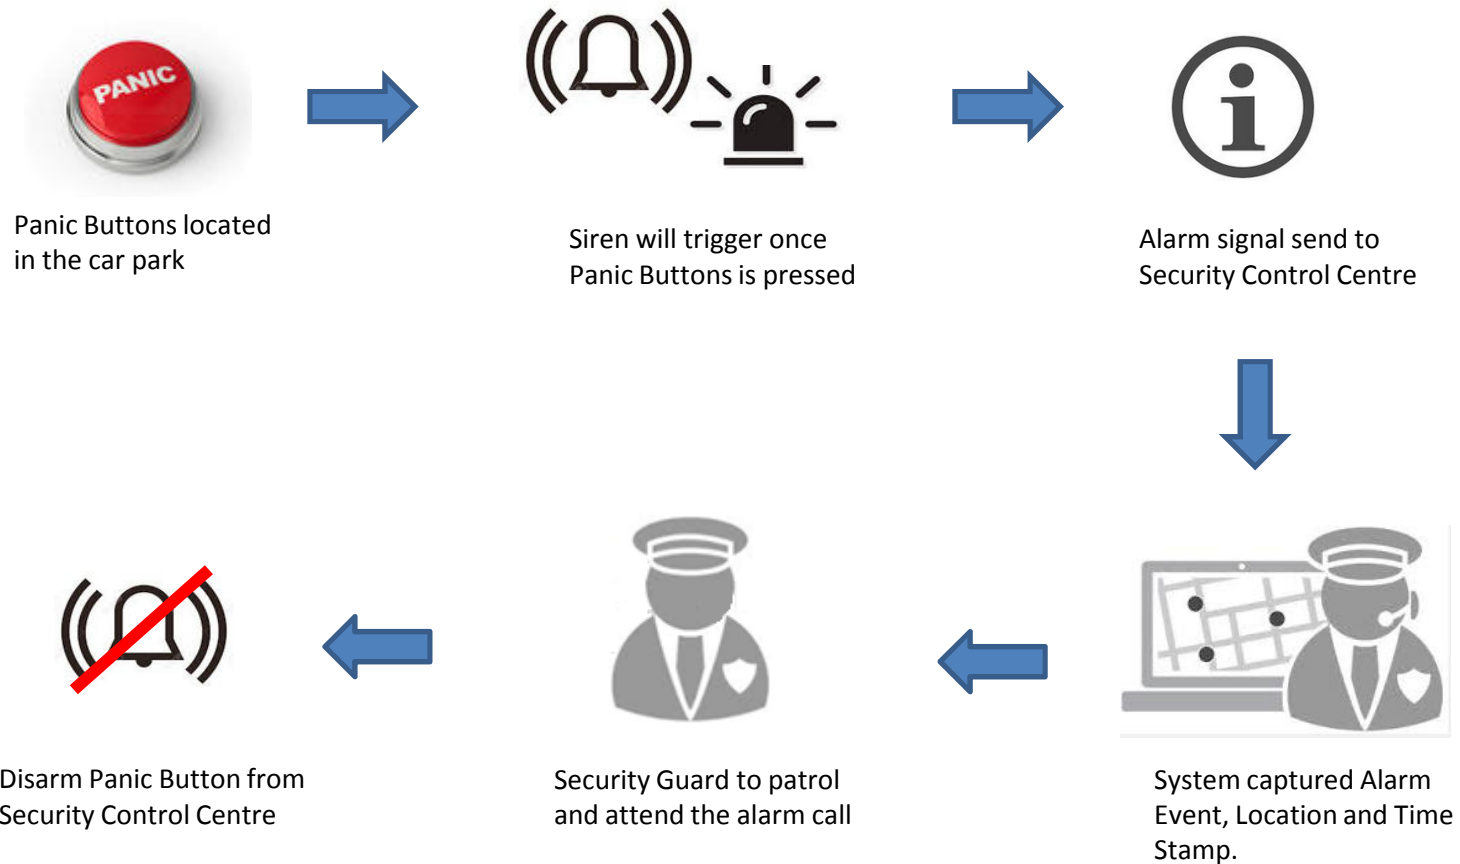 PANIC
Panic Buttons located
in the car park
Siren will trigger once
Panic Buttons is pressed
Alarm signal send to
Security Control Centre
System captured Alarm
Event, Location and Time
Stamp.
Security Guard to patrol
and attend the alarm call
Disarm Panic Button from
Security Control Centre